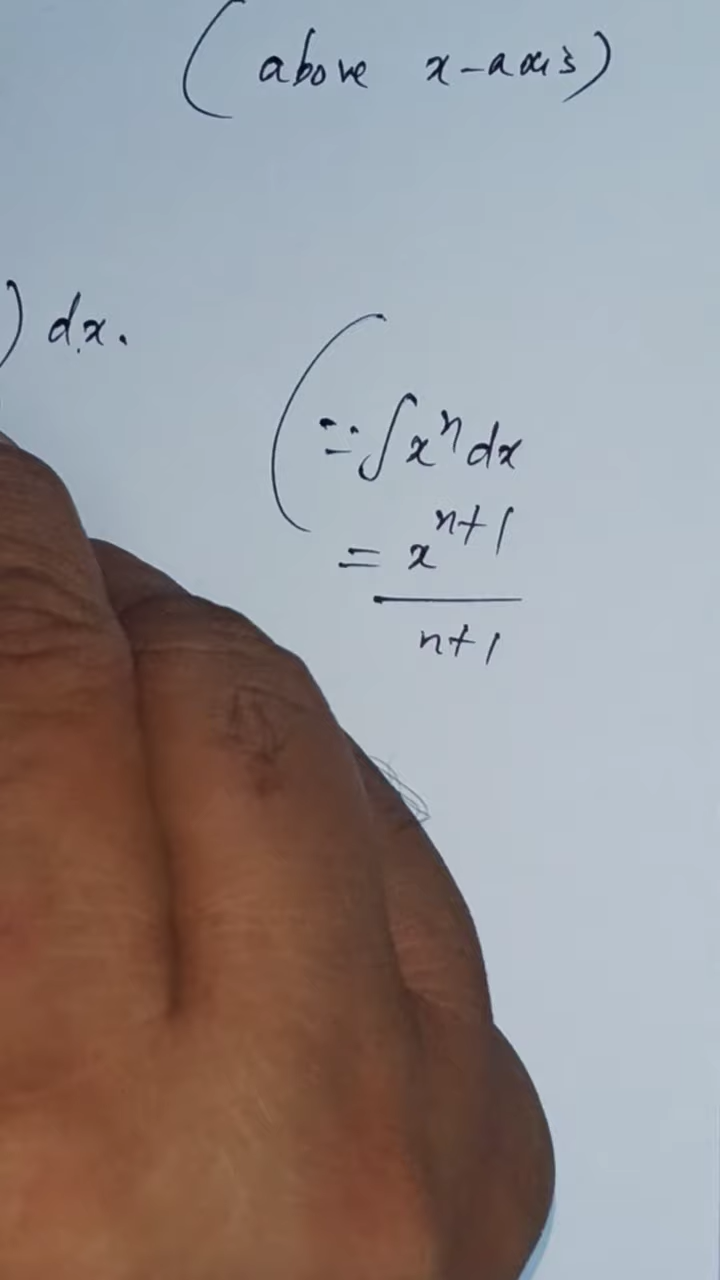 (above x-axis)
) dx.
(∵ ∫xⁿ dx
= xⁿ⁺¹
n+1